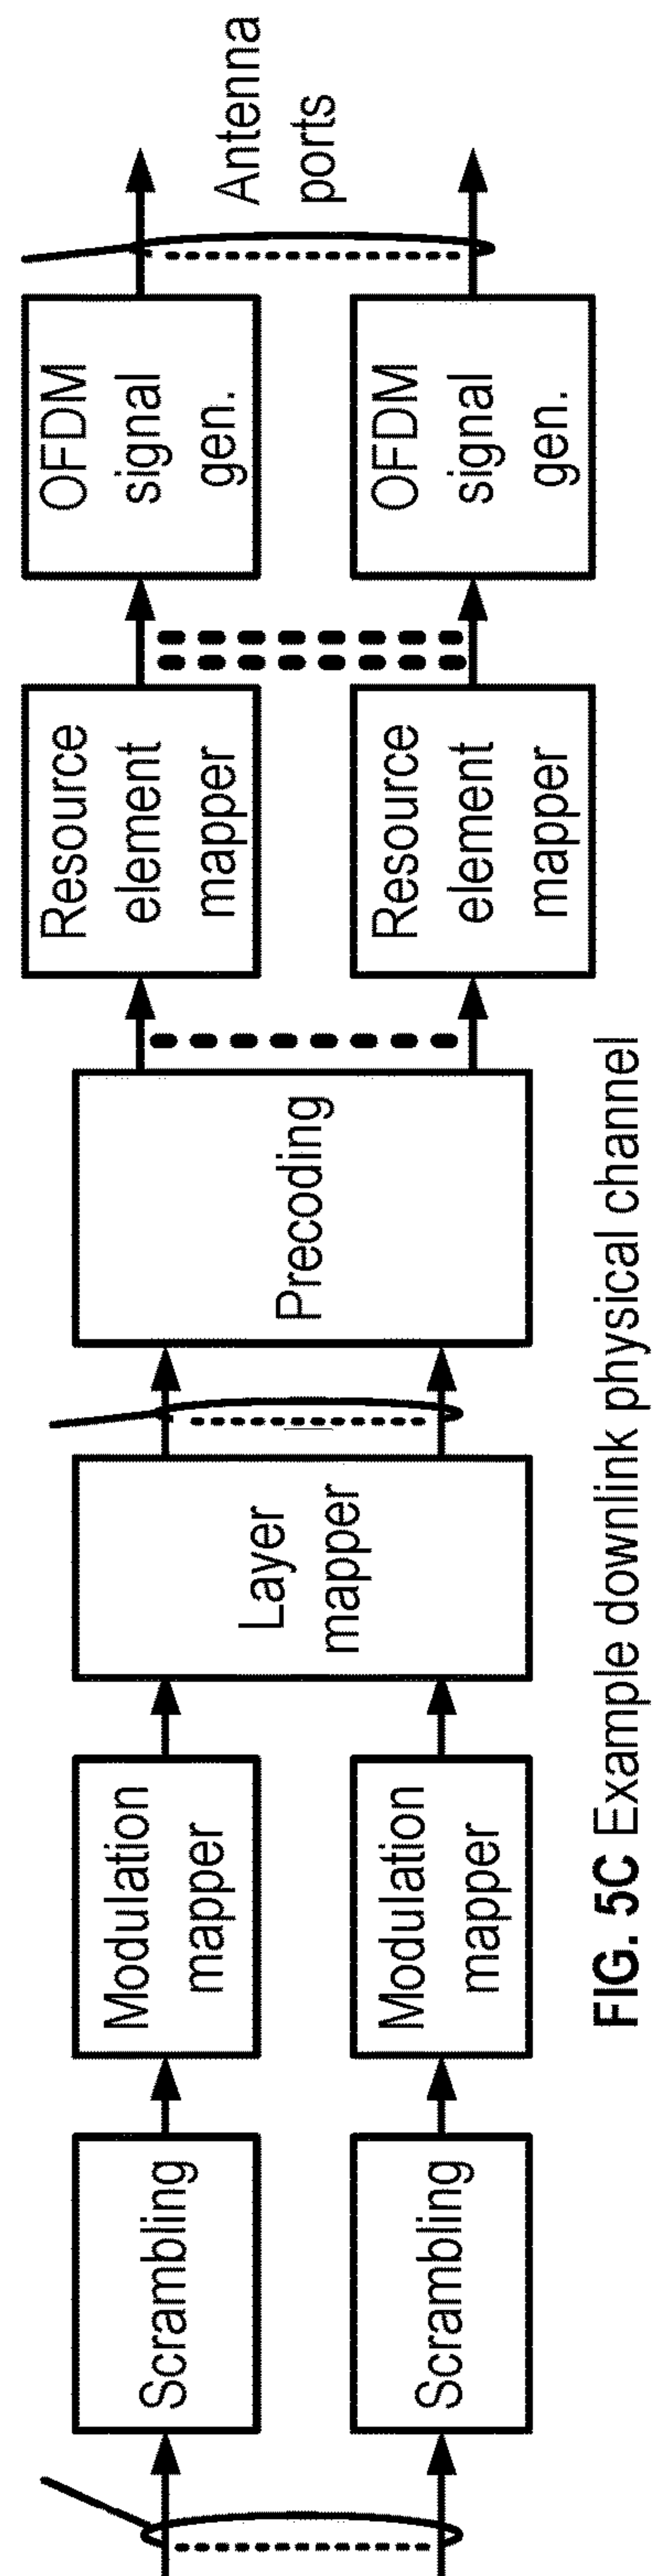 Scrambling
Modulation
mapper
Layer
mapper
Precoding
Resource
element
mapper
OFDM
signal
gen.
Antenna
ports
Scrambling
Modulation
mapper
Resource
element
mapper
OFDM
signal
gen.
FIG. 5C Example downlink physical channel